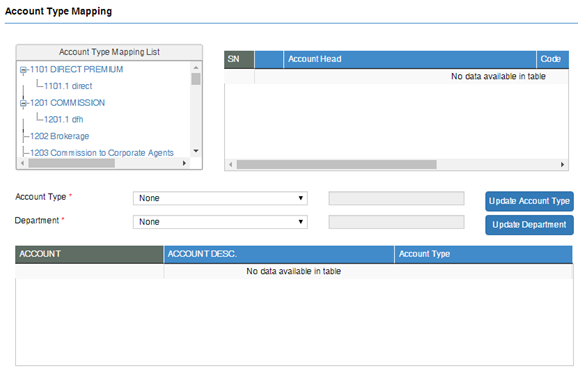 Account Type Mapping
Account Type Mapping List
1101 DIRECT PREMIUM
1101.1 direct
1201 COMMISSION
1201.1 dfh
1202 Brokerage
1203 Commission to Corporate Agents
SN Account Head Code
No data available in table
Account Type * None Update Account Type
Department * None Update Department
ACCOUNT ACCOUNT DESC. Account Type
No data available in table